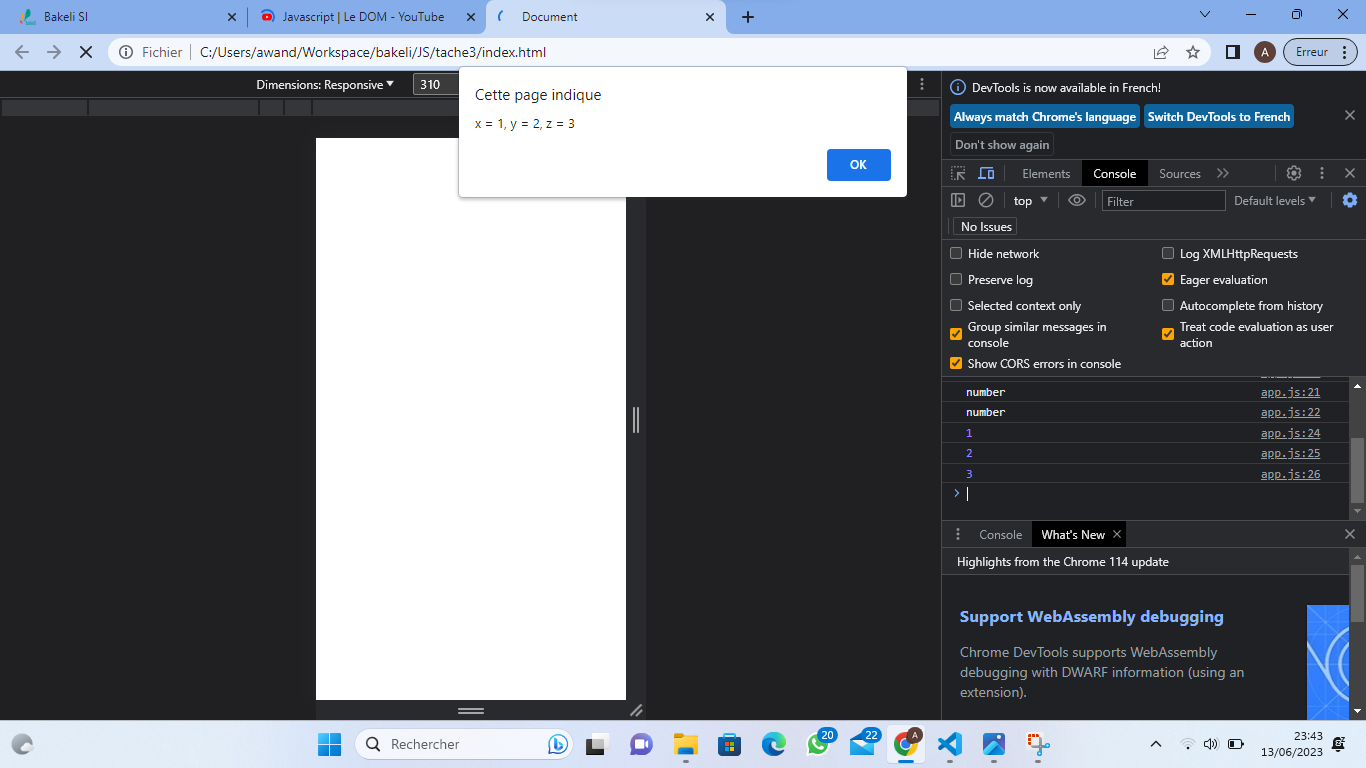 Bakeli SI
Javascript | Le DOM - YouTube
Document
Fichier
C:/Users/awand/Workspace/bakeli/JS/tache3/index.html
A
Erreur
Dimensions: Responsive
310
Cette page indique
x = 1, y = 2, z = 3
OK
DevTools is now available in French!
Always match Chrome's language
Switch DevTools to French
Don't show again
Elements
Console
Sources
top
Filter
Default levels
No Issues
Hide network
Log XMLHttpRequests
Preserve log
Eager evaluation
Selected context only
Autocomplete from history
Group similar messages in
console
Treat code evaluation as user
action
Show CORS errors in console
number app.js:21
number app.js:22
1 app.js:24
2 app.js:25
3 app.js:26
Console
What's New
Highlights from the Chrome 114 update
Support WebAssembly debugging
Chrome DevTools supports WebAssembly
debugging with DWARF information (using an
extension).
Rechercher
20
22
A
23:43
13/06/2023